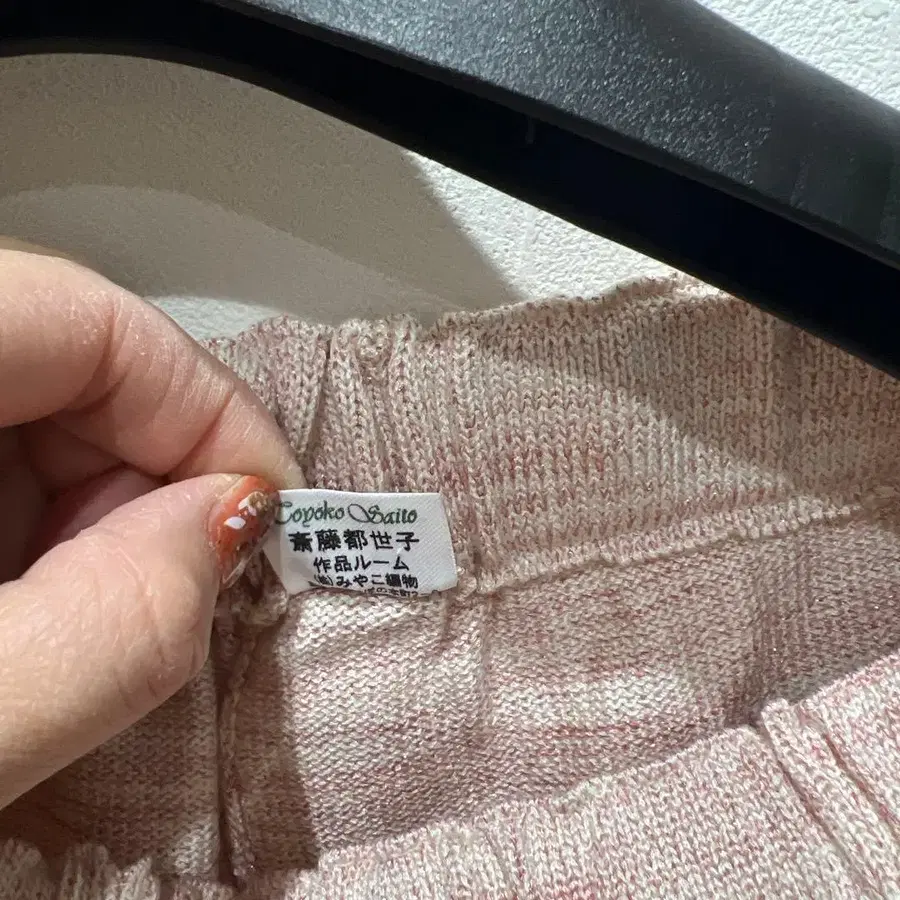 Toyoko Saito
斎藤都世子
作品ルーム
(株)みやこ編物